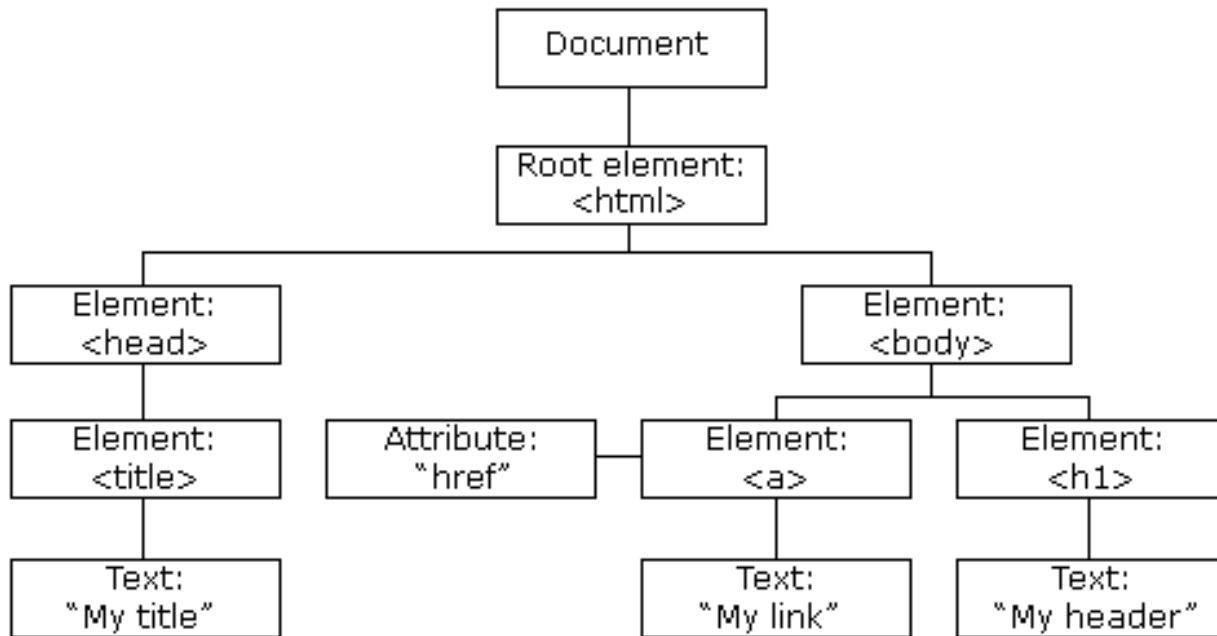 Document
Root element:
<html>
Element:
<head>
Element:
<body>
Element:
<title>
Attribute:
“href”
Element:
<a>
Element:
<h1>
Text:
“My title”
Text:
“My link”
Text:
“My header”